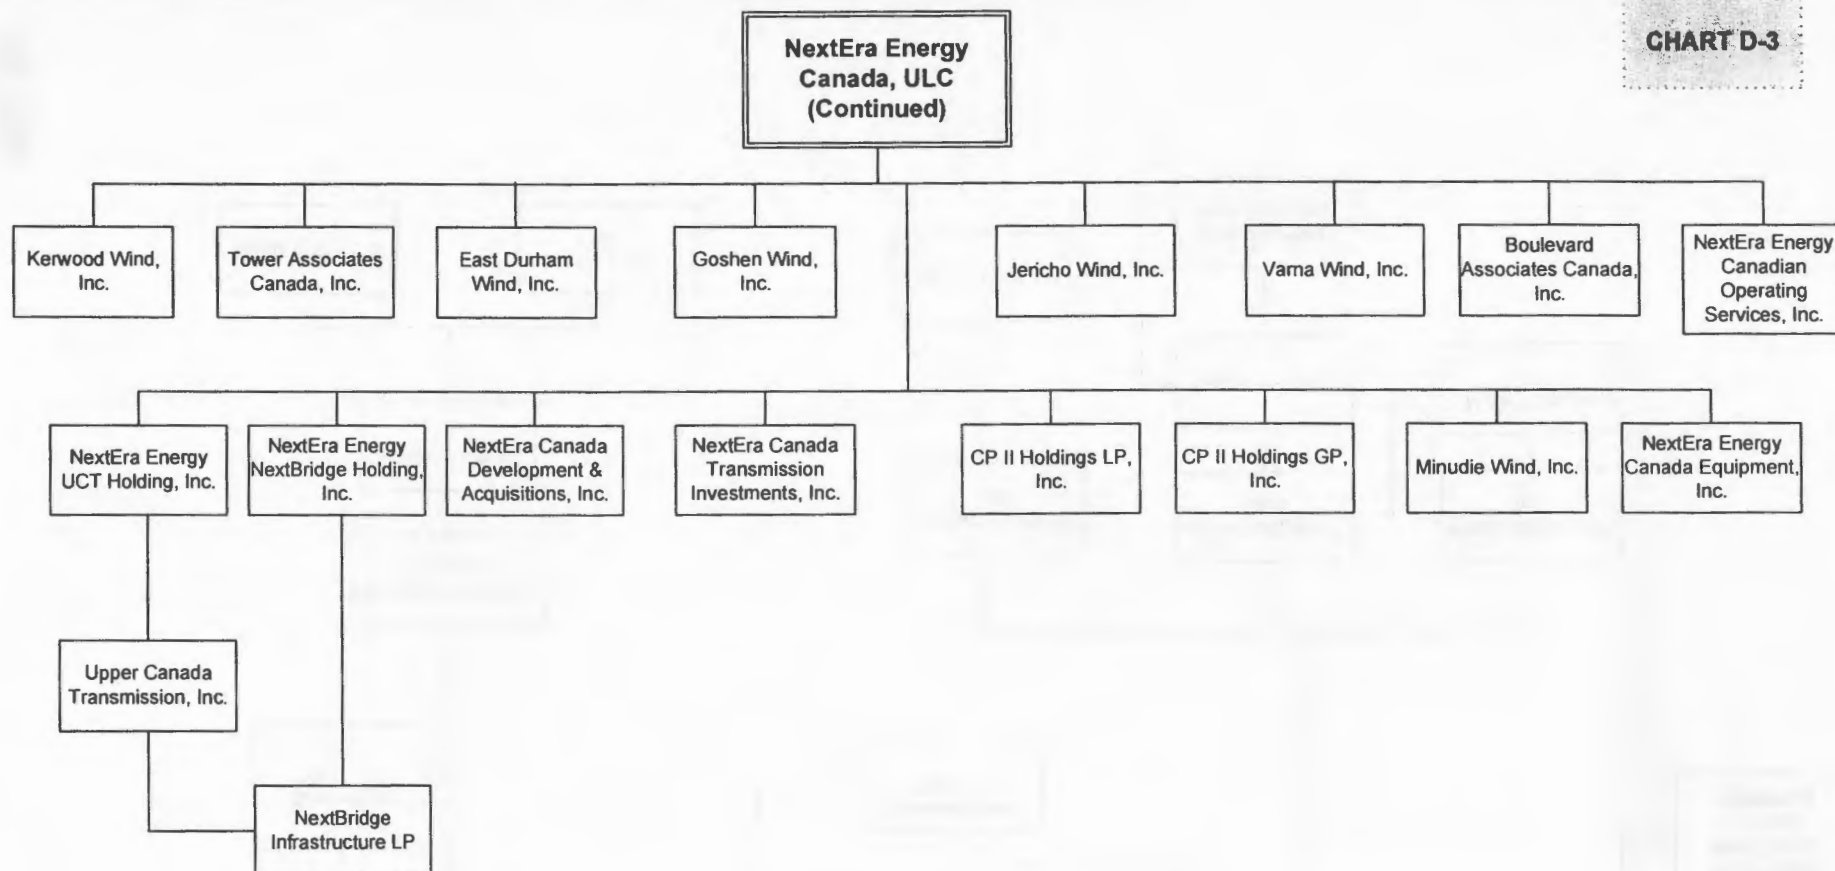 CHART D-3
NextEra Energy
Canada, ULC
(Continued)
Kerwood Wind,
Inc.
Tower Associates
Canada, Inc.
East Durham
Wind, Inc.
Goshen Wind,
Inc.
Jericho Wind, Inc.
Varna Wind, Inc.
Boulevard
Associates Canada,
Inc.
NextEra Energy
Canadian
Operating
Services, Inc.
NextEra Energy
UCT Holding, Inc.
NextEra Energy
NextBridge Holding,
Inc.
NextEra Canada
Development &
Acquisitions, Inc.
NextEra Canada
Transmission
Investments, Inc.
CP II Holdings LP,
Inc.
CP II Holdings GP,
Inc.
Minudie Wind, Inc.
NextEra Energy
Canada Equipment,
Inc.
Upper Canada
Transmission, Inc.
NextBridge
Infrastructure LP